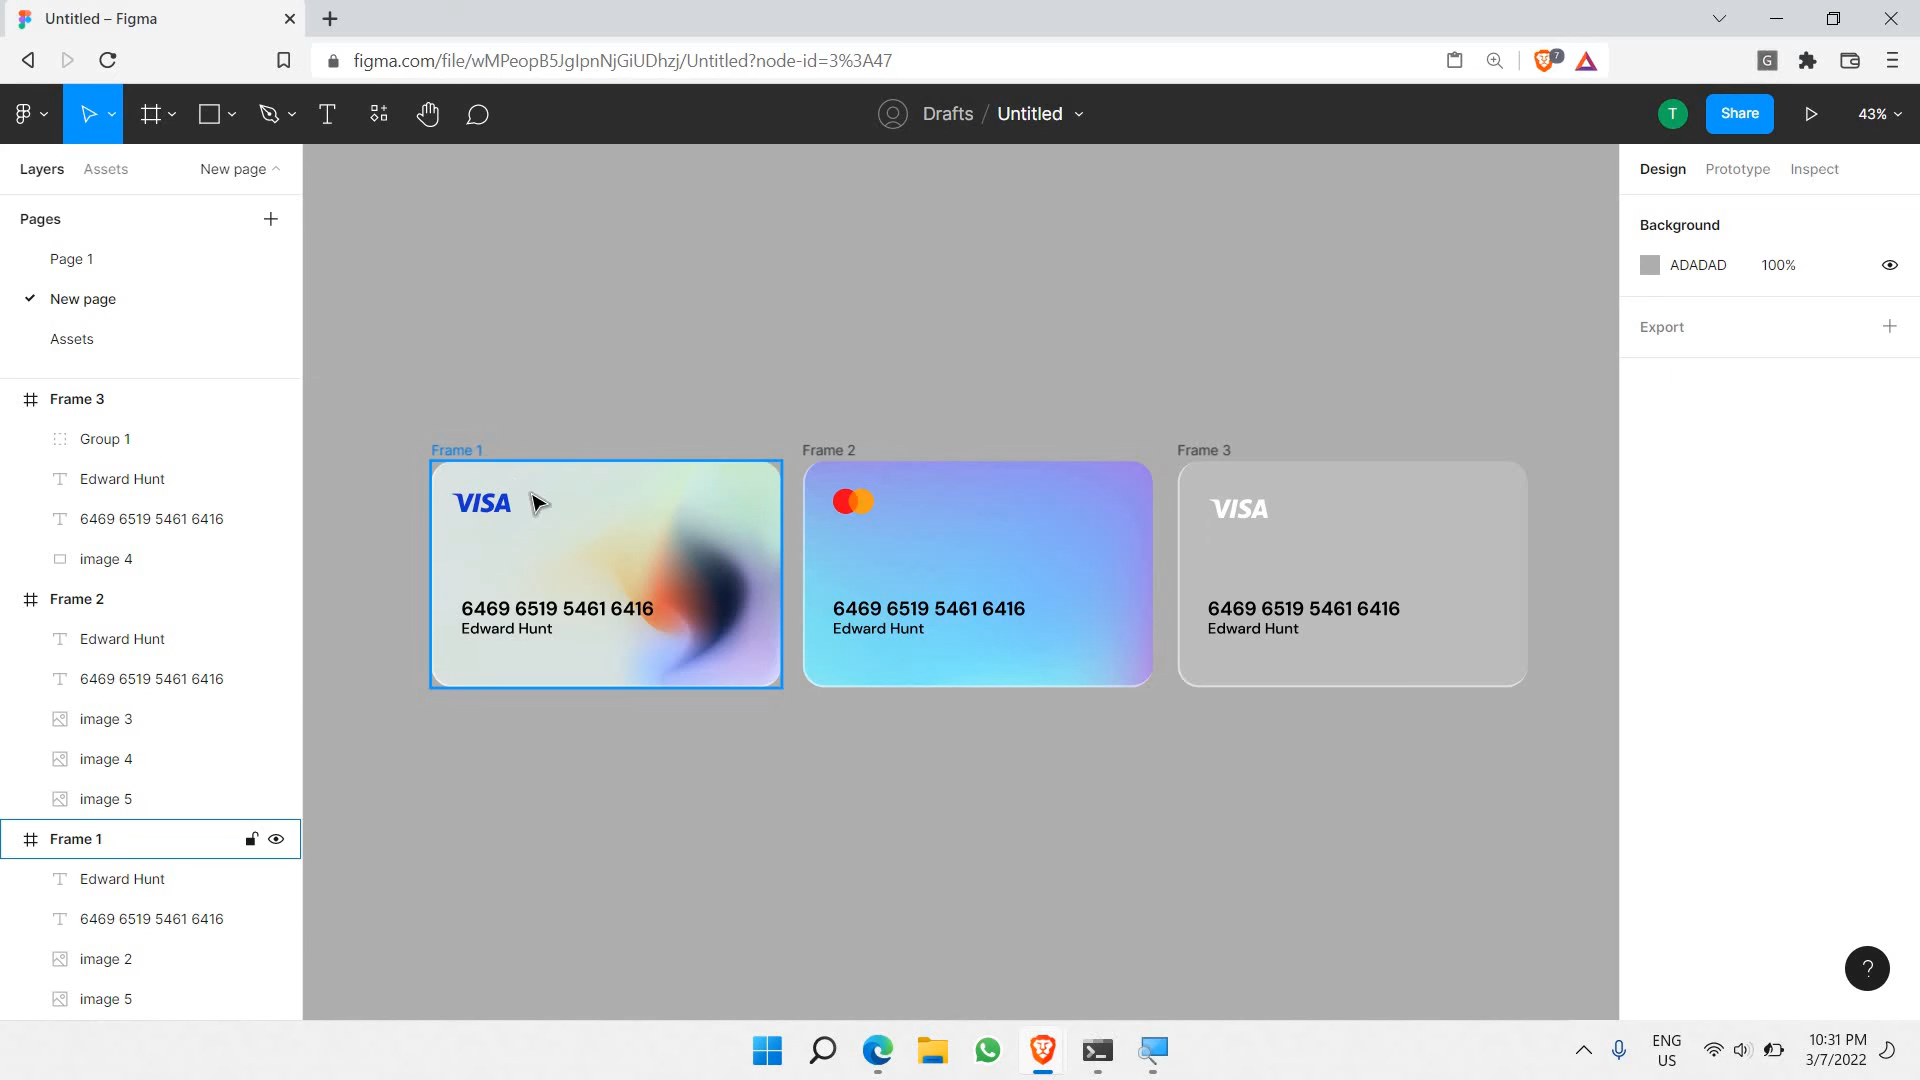 Untitled – Figma
figma.com/file/wMPeopB5JgIpnNjGiUDhzj/Untitled?node-id=3%3A47
7
G
Drafts / Untitled
T
Share
43%
Layers
Assets
New page
Pages
Page 1
New page
Assets
Frame 3
Group 1
Edward Hunt
6469 6519 5461 6416
image 4
Frame 2
Edward Hunt
6469 6519 5461 6416
image 3
image 4
image 5
Frame 1
Edward Hunt
6469 6519 5461 6416
image 2
image 5
Frame 1
VISA
6469 6519 5461 6416
Edward Hunt
Frame 2
6469 6519 5461 6416
Edward Hunt
Frame 3
VISA
6469 6519 5461 6416
Edward Hunt
Design
Prototype
Inspect
Background
ADADAD
100%
Export
?
ENG
US
10:31 PM
3/7/2022